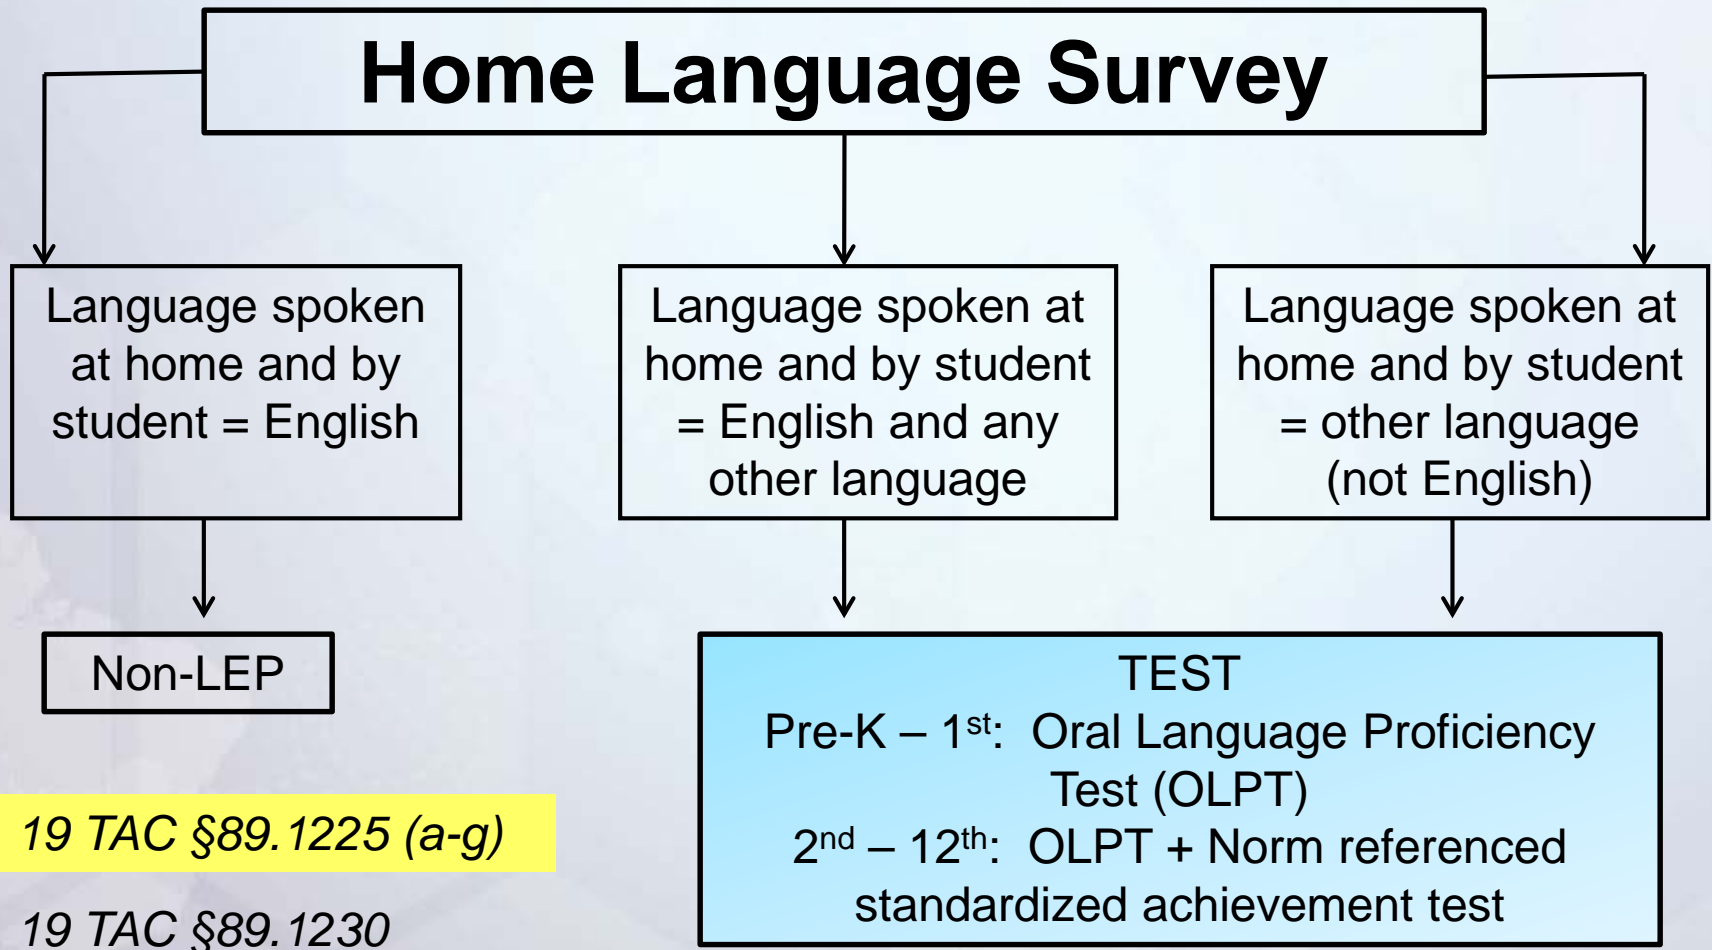 Home Language Survey
Language spoken
at home and by
student = English
Language spoken at
home and by student
= English and any
other language
Language spoken at
home and by student
= other language
(not English)
Non-LEP
TEST
Pre-K – 1st: Oral Language Proficiency
Test (OLPT)
2nd – 12th: OLPT + Norm referenced
standardized achievement test
19 TAC §89.1225 (a-g)
19 TAC §89.1230